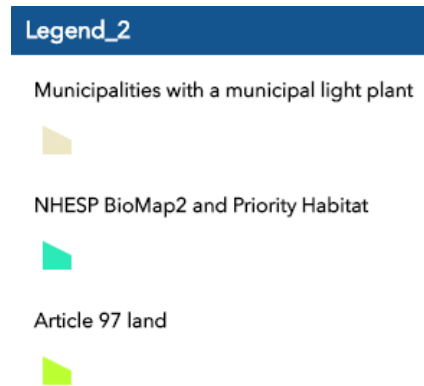 Legend_2
Municipalities with a municipal light plant
NHESP BioMap2 and Priority Habitat
Article 97 land